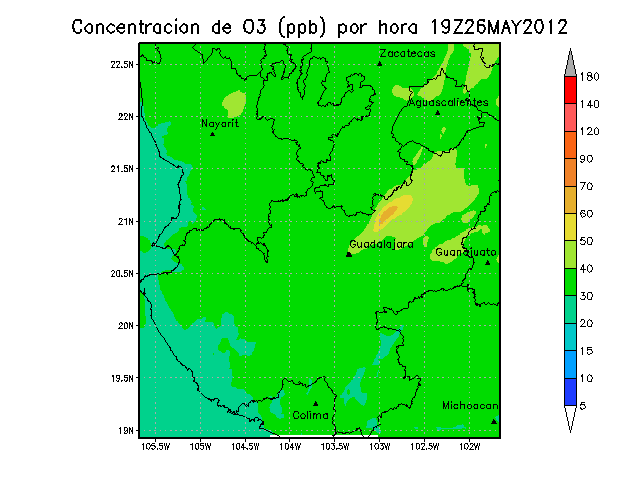 Concentracion de O3 (ppb) por hora 19Z26MAY2012
22.5N
22N
21.5N
21N
20.5N
20N
19.5N
19N
105.5W
105W
104.5W
104W
103.5W
103W
102.5W
102W
Zacatecas
Aguascalientes
Nayarit
Guadalajara
Guanajuato
Michoacan
Colima
180
140
120
90
70
60
50
40
30
20
15
10
5